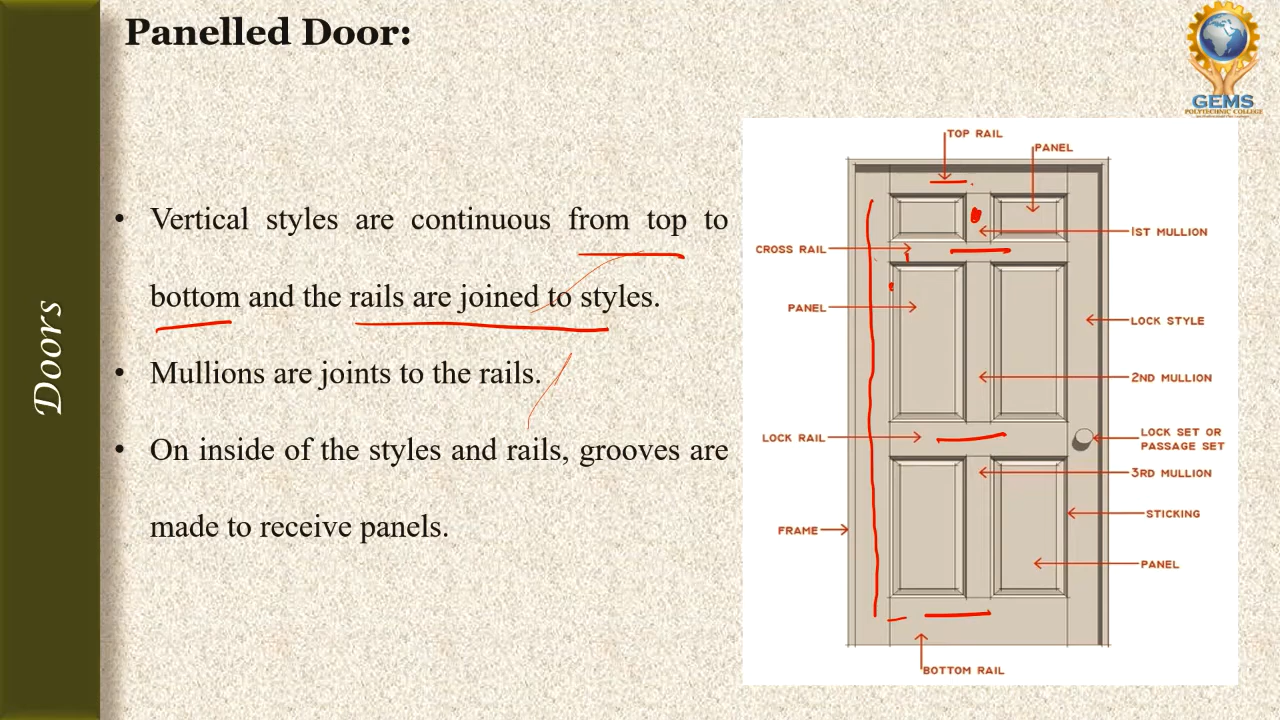 Panelled Door:
GEMS
POLYTECHNIC COLLEGE
Doors
• Vertical styles are continuous from top to
bottom and the rails are joined to styles.
• Mullions are joints to the rails.
• On inside of the styles and rails, grooves are
made to receive panels.
TOP RAIL
PANEL
1ST MULLION
CROSS RAIL
PANEL
LOCK STYLE
2ND MULLION
LOCK RAIL
LOCK SET OR
PASSAGE SET
3RD MULLION
STICKING
FRAME
PANEL
BOTTOM RAIL